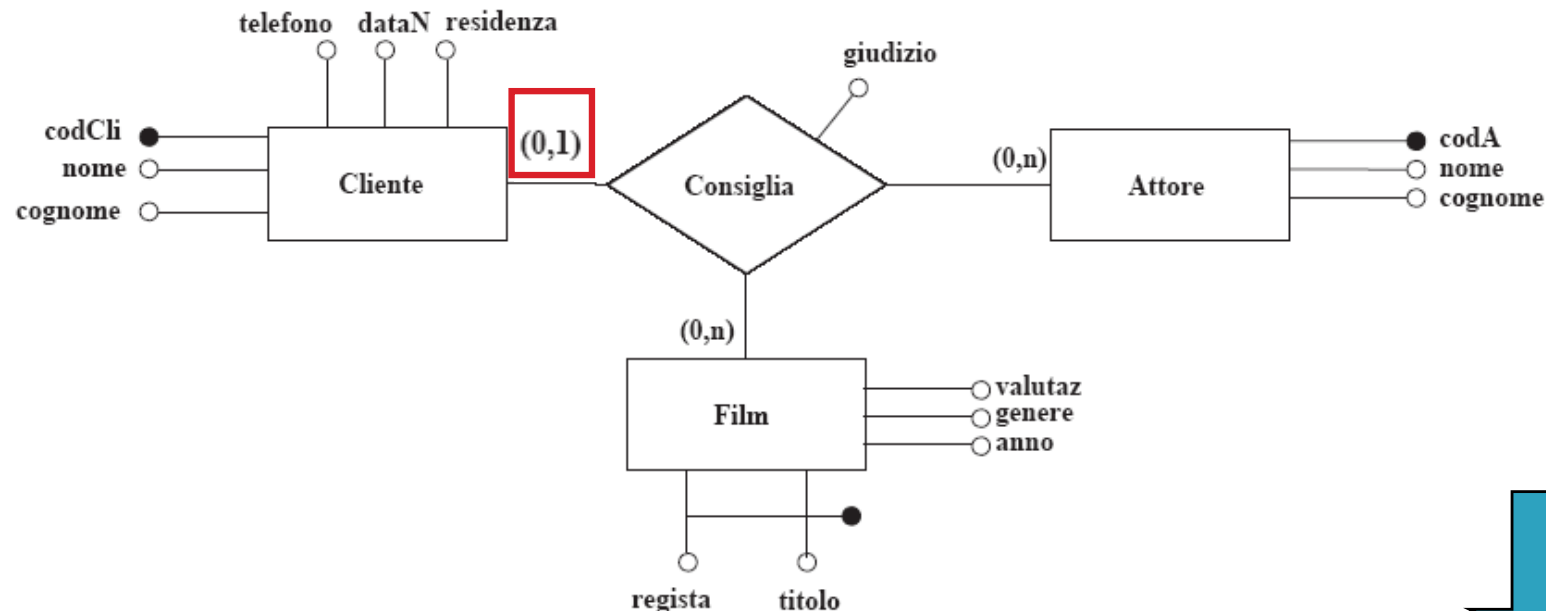 telefono dataN residenza
giudizio
codCli
nome
cognome
(0,1)
Cliente
Consiglia
(0,n)
Attore
codA
nome
cognome
(0,n)
Film
valutaz
genere
anno
regista titolo